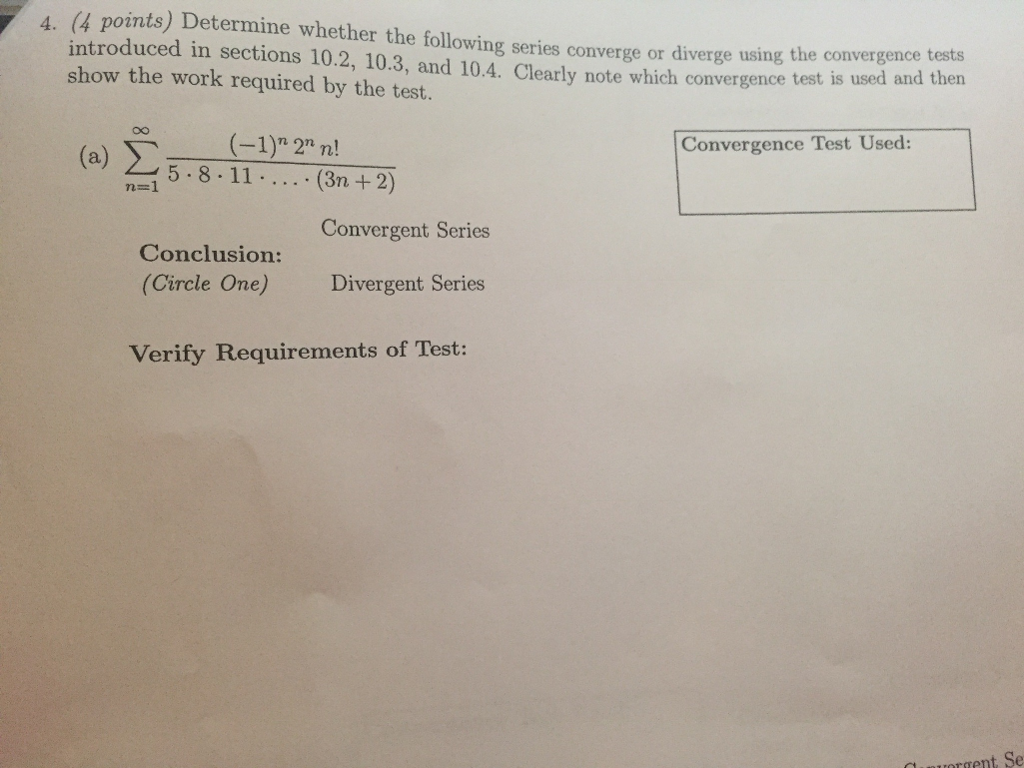 4. (4 points) Determine whether the following series converge or diverge using the convergence tests
introduced in sections 10.2, 10.3, and 10.4. Clearly note which convergence test is used and then
show the work required by the test.
(a) ∞ ∑ n=1 (−1)ⁿ 2ⁿ n! / 5 · 8 · 11 · … · (3n + 2)
Convergence Test Used:
Convergent Series
Conclusion:
(Circle One) Divergent Series
Verify Requirements of Test: